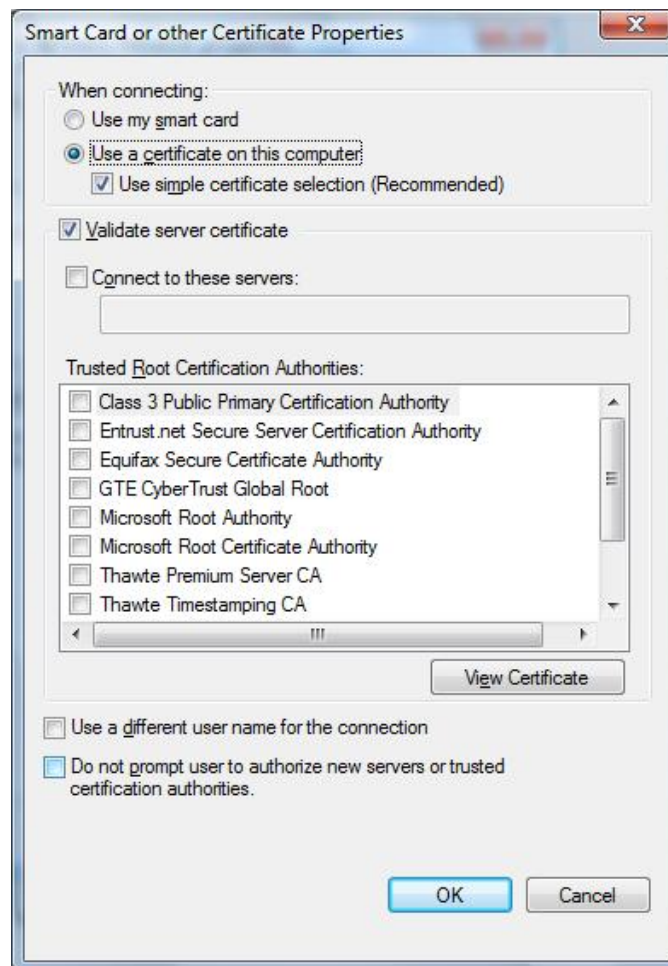 Smart Card or other Certificate Properties
When connecting:
Use my smart card
Use a certificate on this computer
Use simple certificate selection (Recommended)
Validate server certificate
Connect to these servers:
Trusted Root Certification Authorities:
Class 3 Public Primary Certification Authority
Entrust.net Secure Server Certification Authority
Equifax Secure Certificate Authority
GTE CyberTrust Global Root
Microsoft Root Authority
Microsoft Root Certificate Authority
Thawte Premium Server CA
Thawte Timestamping CA
View Certificate
Use a different user name for the connection
Do not prompt user to authorize new servers or trusted
certification authorities.
OK
Cancel